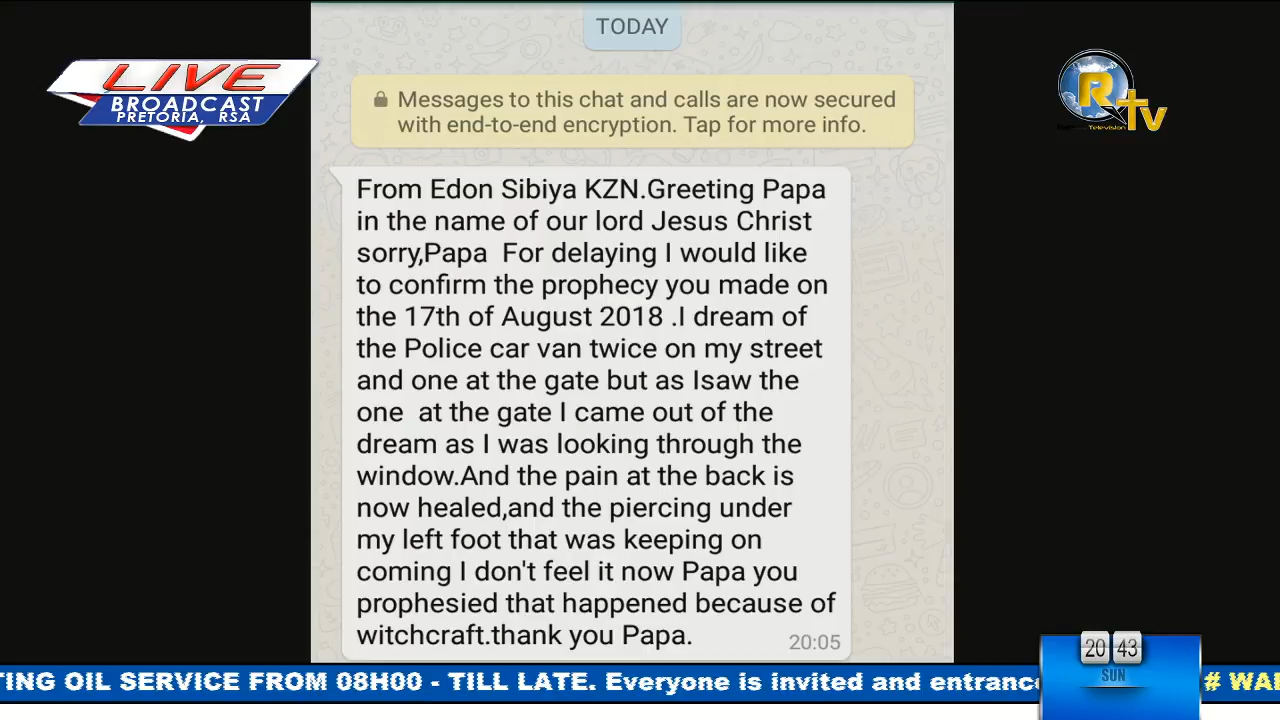 TODAY
LIVE
BROADCAST
PRETORIA, RSA
R
TV
Television
Messages to this chat and calls are now secured
with end-to-end encryption. Tap for more info.
From Edon Sibiya KZN.Greeting Papa
in the name of our lord Jesus Christ
sorry,Papa  For delaying I would like
to confirm the prophecy you made on
the 17th of August 2018 .I dream of
the Police car van twice on my street
and one at the gate but as Isaw the
one  at the gate I came out of the
dream as I was looking through the
window.And the pain at the back is
now healed,and the piercing under
my left foot that was keeping on
coming I don't feel it now Papa you
prophesied that happened because of
witchcraft.thank you Papa.
20:05
20 43
SUN
TING OIL SERVICE FROM 08H00 - TILL LATE. Everyone is invited and entranc
# WA